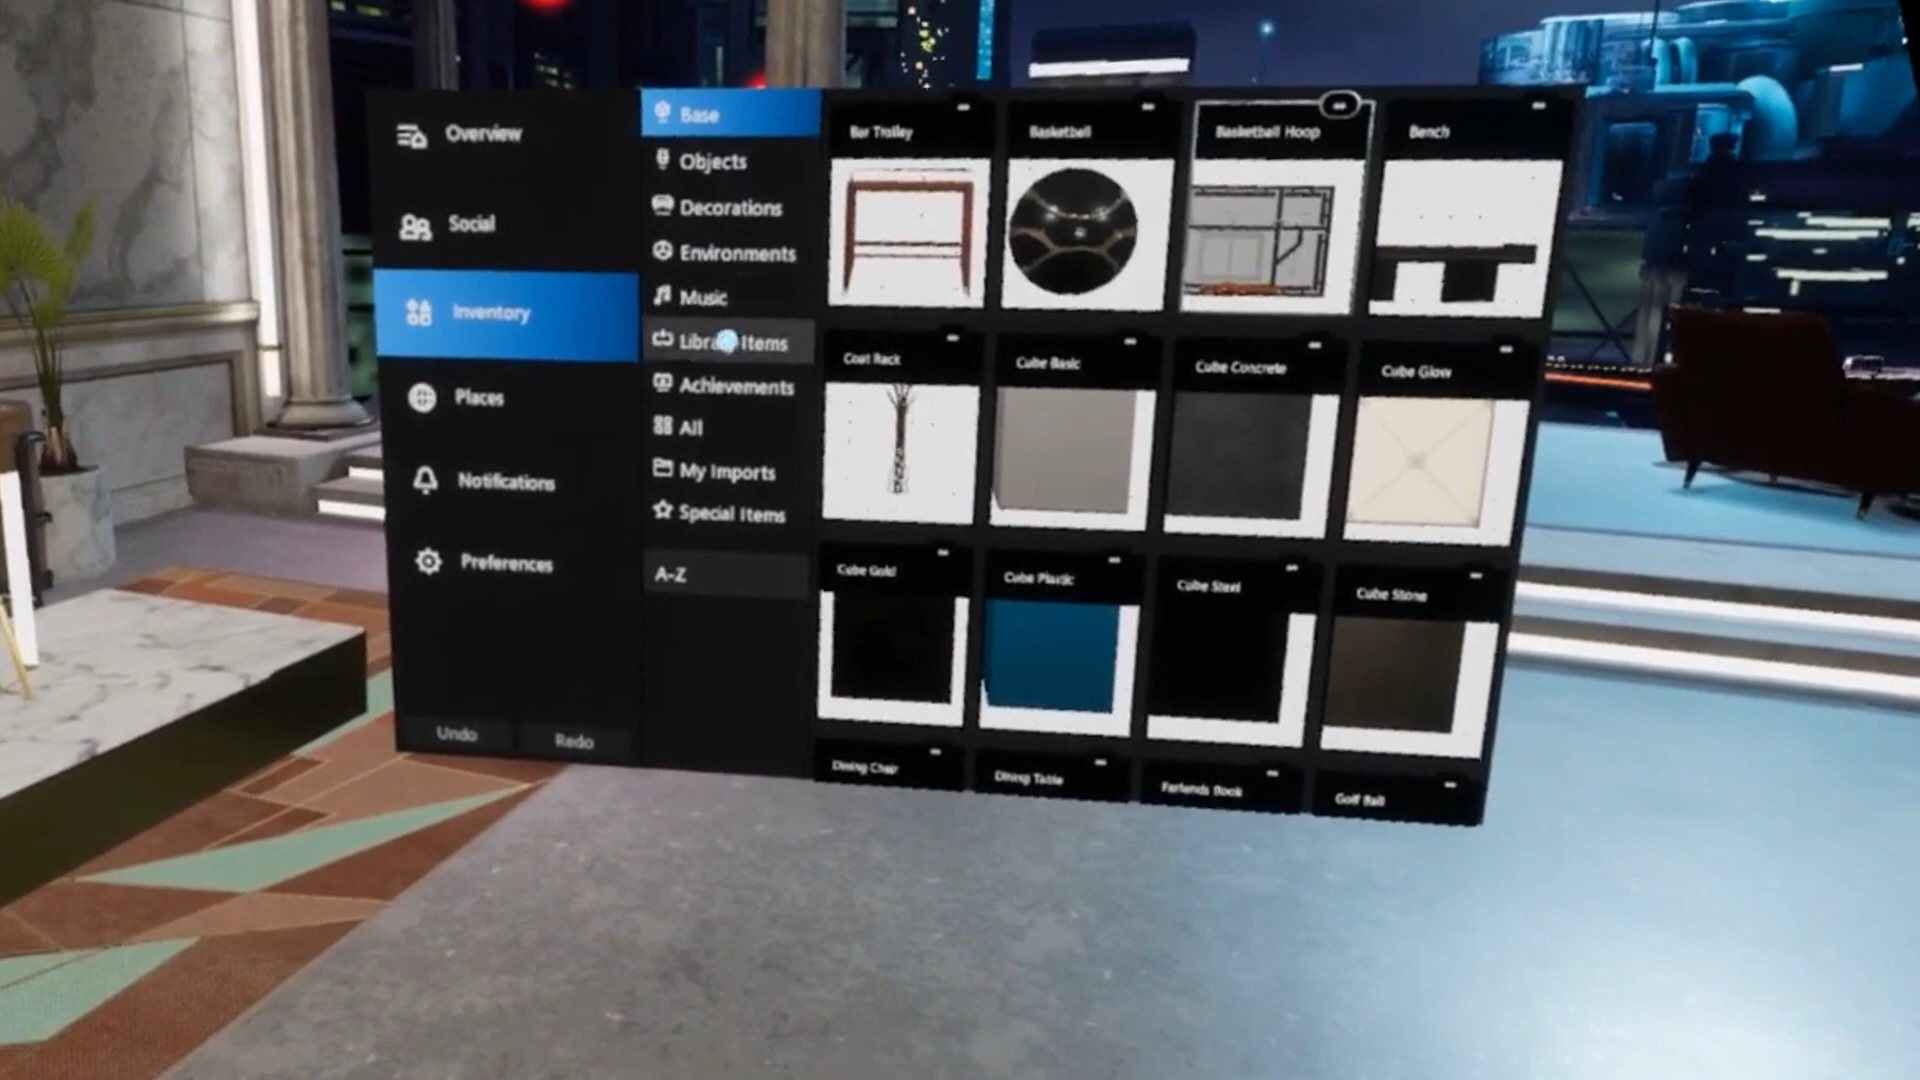 Overview
Social
Inventory
Places
Notifications
Preferences
Undo
Redo
Base
Objects
Decorations
Environments
Music
Items
Achievements
All
My Imports
Special Items
A-Z
Bar Trolley
Basketball
Basketball Hoop
Bench
Coat Rack
Cube Basic
Cube Concrete
Cube Glow
Cube Gold
Cube Plastic
Cube Steel
Cube Stone
Dining Chair
Dining Table
Farlands Book
Golf Ball